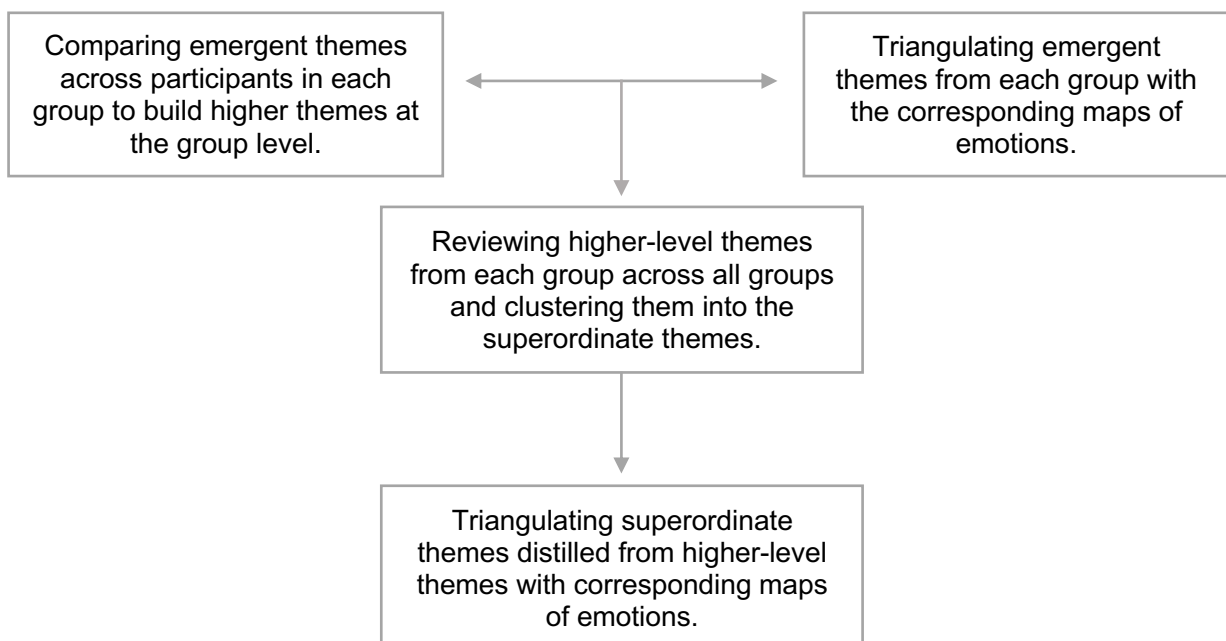 Comparing emergent themes
across participants in each
group to build higher themes at
the group level.
Triangulating emergent
themes from each group with
the corresponding maps of
emotions.
Reviewing higher-level themes
from each group across all groups
and clustering them into the
superordinate themes.
Triangulating superordinate
themes distilled from higher-level
themes with corresponding maps
of emotions.